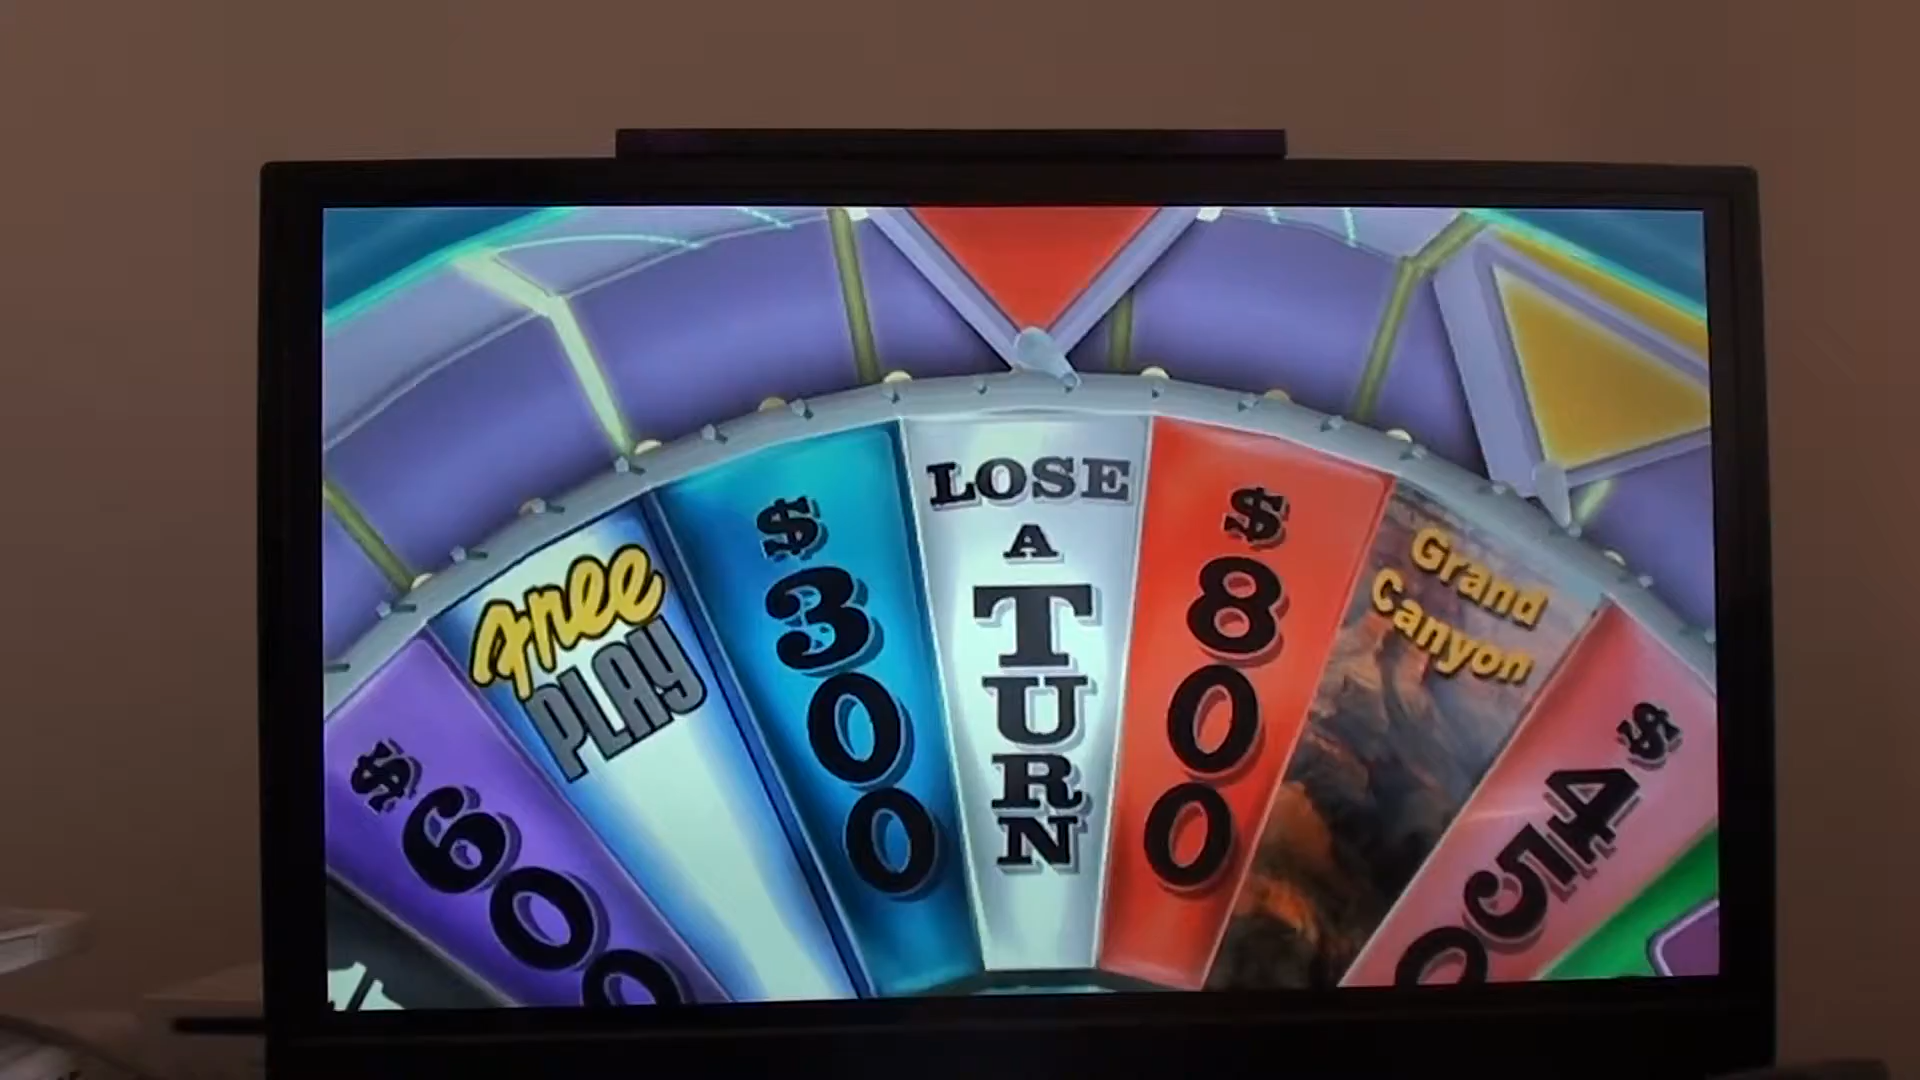 $600
free
PLAY
$300
LOSE
A
TURN
$800
Grand
Canyon
$450